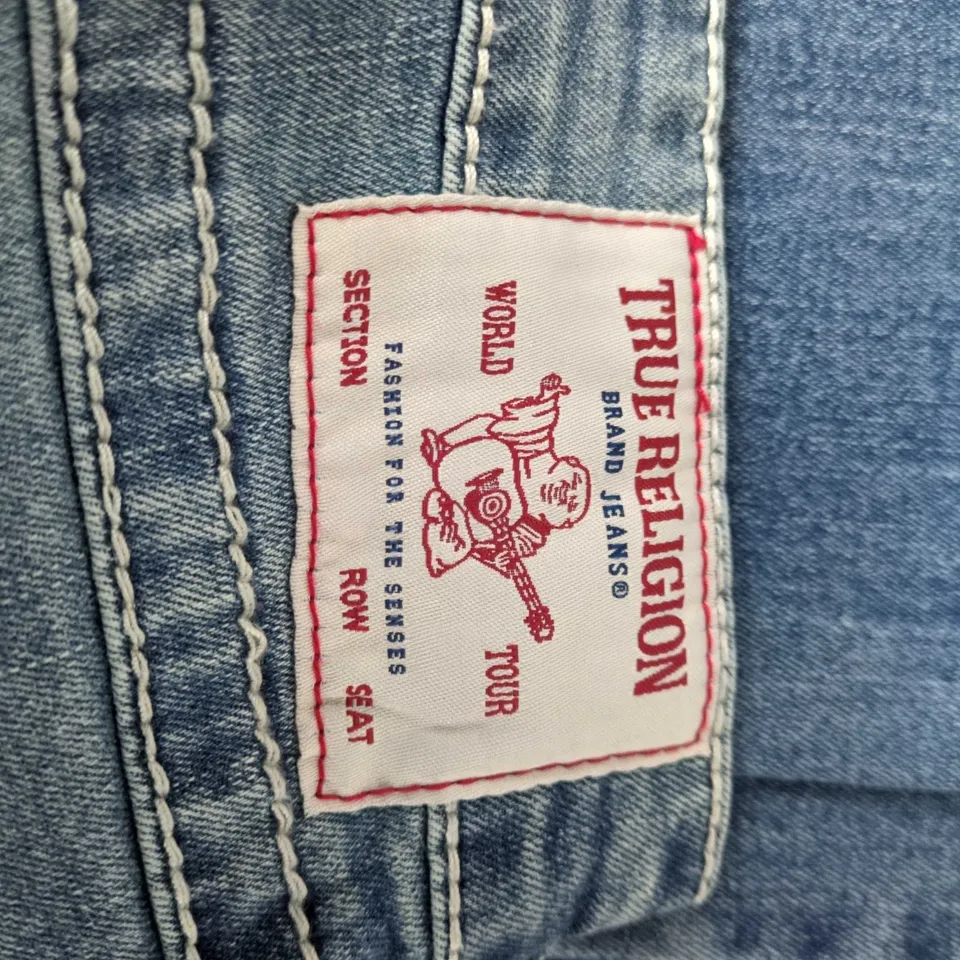 TRUE RELIGION
BRAND JEANS®
WORLD TOUR
FASHION FOR THE SENSES
SECTION ROW SEAT